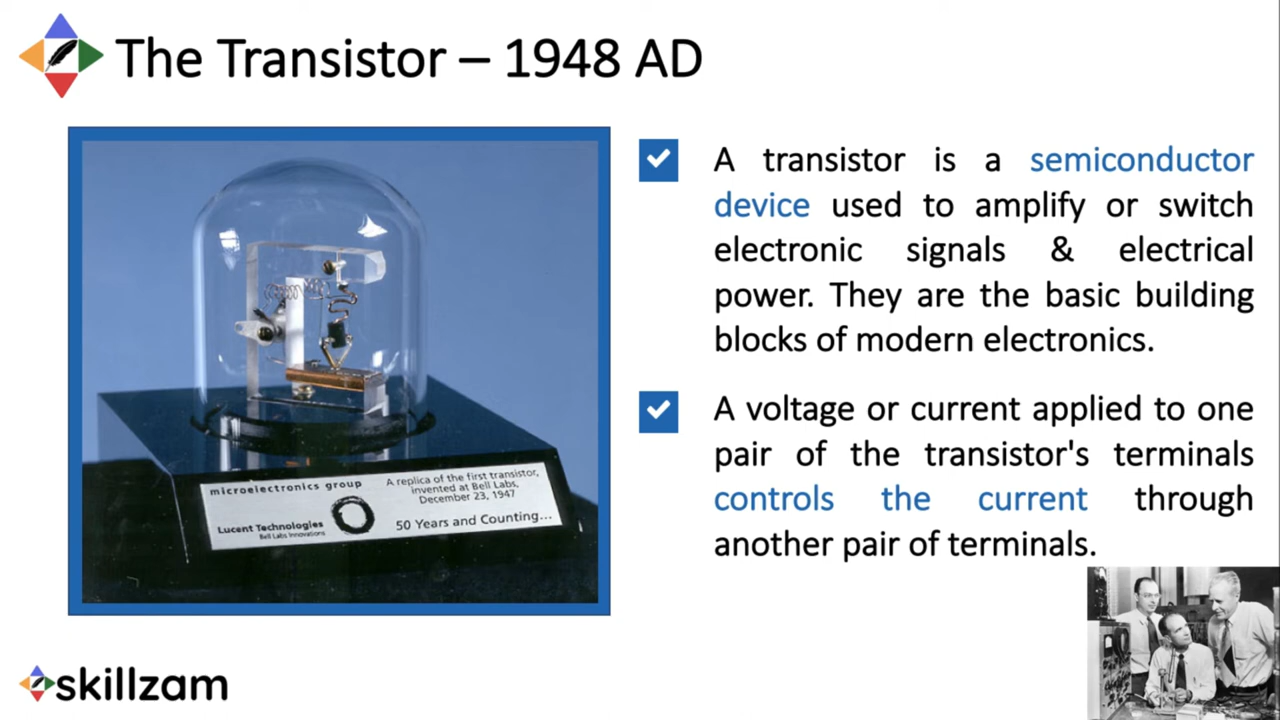 The Transistor – 1948 AD
A transistor is a semiconductor
device used to amplify or switch
electronic signals & electrical
power. They are the basic building
blocks of modern electronics.
A voltage or current applied to one
pair of the transistor's terminals
controls the current through
another pair of terminals.
microelectronics group
Lucent Technologies
Bell Labs Innovations
A replica of the first transistor,
invented at Bell Labs,
December 23, 1947
50 Years and Counting...
skillzam